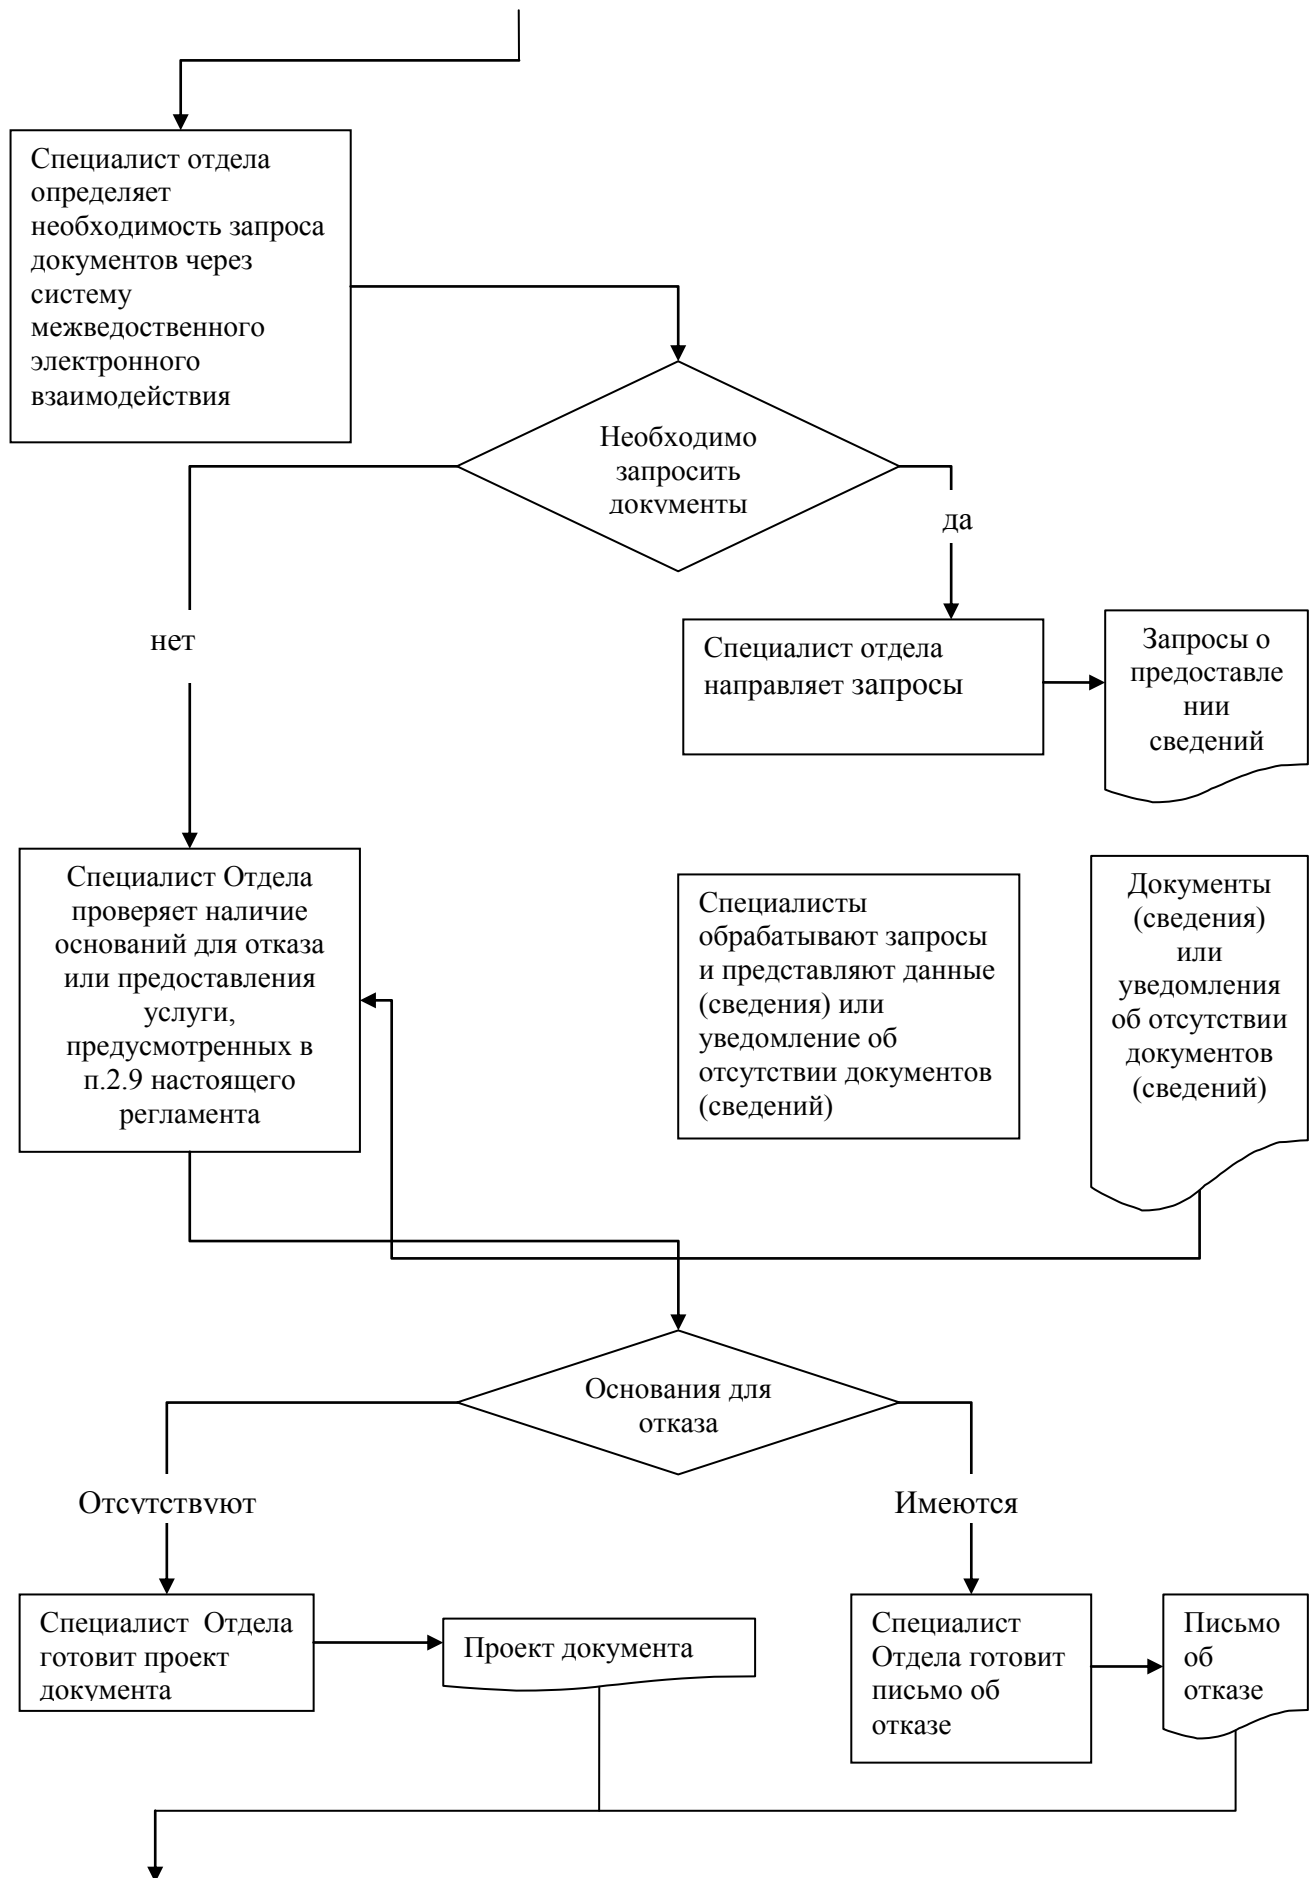 Специалист отдела
определяет
необходимость запроса
документов через
систему
межведоственного
электронного
взаимодействия
Необходимо
запросить
документы
да
нет
Специалист отдела
направляет запросы
Запросы о
предоставле
нии
сведений
Специалист Отдела
проверяет наличие
оснований для отказа
или предоставления
услуги,
предусмотренных в
п.2.9 настоящего
регламента
Специалисты
обрабатывают запросы
и представляют данные
(сведения) или
уведомление об
отсутствии документов
(сведений)
Документы
(сведения)
или
уведомления
об отсутствии
документов
(сведений)
Основания для
отказа
Отсутствуют
Имеются
Специалист Отдела
готовит проект
документа
Проект документа
Специалист
Отдела готовит
письмо об
отказе
Письмо
об
отказе